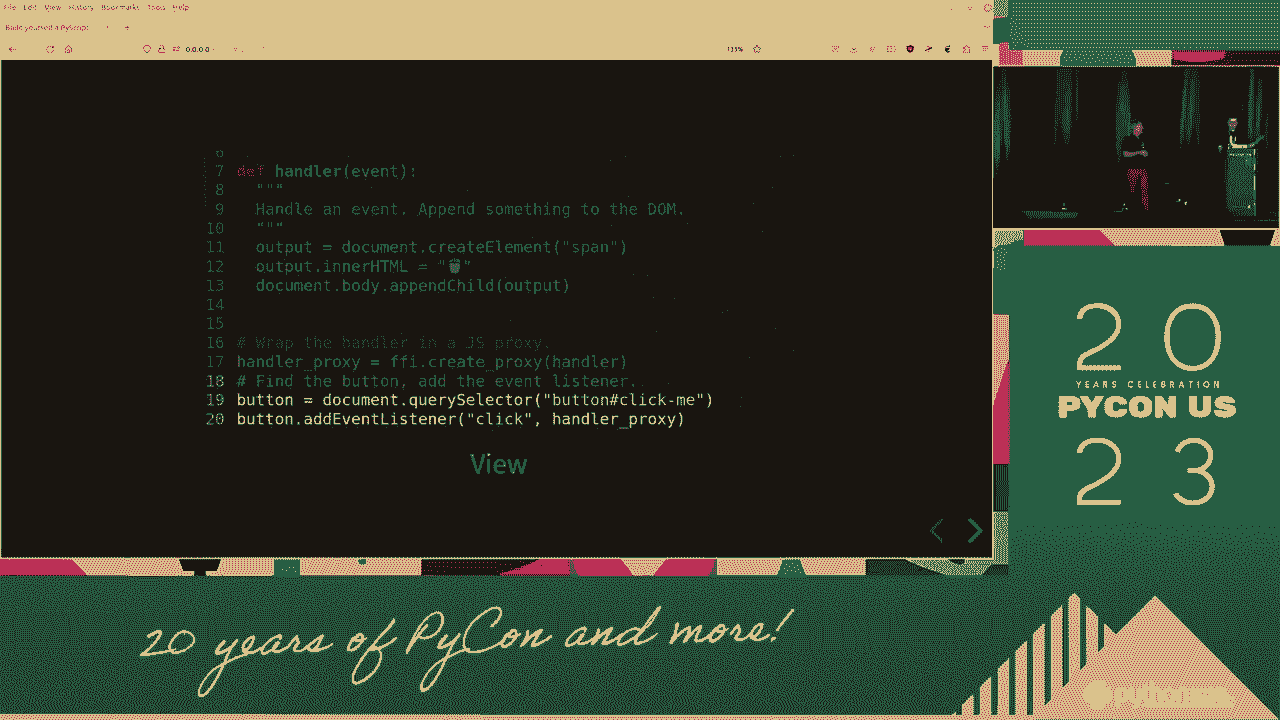 File Edit View History Bookmarks Tools Help
Build yourself a PyScript
0.0.0.0
6
7 def handler(event):
8 """
9 Handle an event. Append something to the DOM.
10 """
11 output = document.createElement("span")
12 output.innerHTML = "🍍"
13 document.body.appendChild(output)
14
15
16 # Wrap the handler in a JS proxy.
17 handler_proxy = ffi.create_proxy(handler)
18 # Find the button, add the event listener.
19 button = document.querySelector("button#click-me")
20 button.addEventListener("click", handler_proxy)
View
20
YEARS CELEBRATION
PYCON US
23
20 years of PyCon and more!